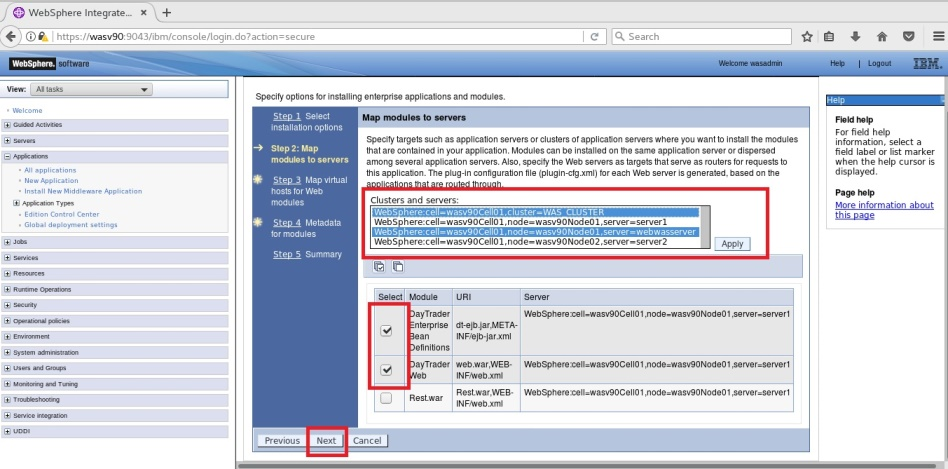 WebSphere Integrate...
https://wasv90:9043/ibm/console/login.do?action=secure
Search
WebSphere. software
Welcome wasadmin
Help
Logout
IBM.
View: All tasks
Welcome
Guided Activities
Servers
Applications
All applications
New Application
Install New Middleware Application
Application Types
Edition Control Center
Global deployment settings
Jobs
Services
Resources
Runtime Operations
Security
Operational policies
Environment
System administration
Users and Groups
Monitoring and Tuning
Troubleshooting
Service integration
UDDI
Specify options for installing enterprise applications and modules.
Step 1 Select
installation options
Step 2: Map
modules to servers
Step 3 Map virtual
hosts for Web
modules
Step 4 Metadata
for modules
Step 5 Summary
Map modules to servers
Specify targets such as application servers or clusters of application servers where you want to install the modules
that are contained in your application. Modules can be installed on the same application server or dispersed
among several application servers. Also, specify the Web servers as targets that serve as routers for requests to
this application. The plug-in configuration file (plugin-cfg.xml) for each Web server is generated, based on the
applications that are routed through.
Clusters and servers:
WebSphere:cell=wasv90Cell01,cluster=WAS_CLUSTER
WebSphere:cell=wasv90Cell01,node=wasv90Node01,server=server1
WebSphere:cell=wasv90Cell01,node=wasv90Node01,server=webwasserver
WebSphere:cell=wasv90Cell01,node=wasv90Node02,server=server2
Apply
Select Module URI Server
DayTrader
Enterprise
Bean
Definitions
dt-ejb.jar,META-
INF/ejb-jar.xml
WebSphere:cell=wasv90Cell01,node=wasv90Node01,server=server1
DayTrader
Web
web.war,WEB-
INF/web.xml
WebSphere:cell=wasv90Cell01,node=wasv90Node01,server=server1
Rest.war
Rest.war,WEB-
INF/web.xml
WebSphere:cell=wasv90Cell01,node=wasv90Node01,server=server1
Previous
Next
Cancel
Help
Field help
For field help
information, select a
field label or list marker
when the help cursor is
displayed.
Page help
More information about
this page